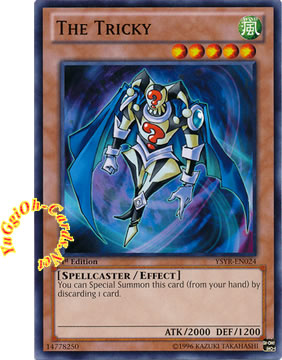 THE TRICKY
風
?
?
YuGgiOh-Cards.Net
1st Edition
YSYR-EN024
[SPELLCASTER / EFFECT]
You can Special Summon this card (from your hand) by
discarding 1 card.
ATK/2000 DEF/1200
14778250
©1996 KAZUKI TAKAHASHI